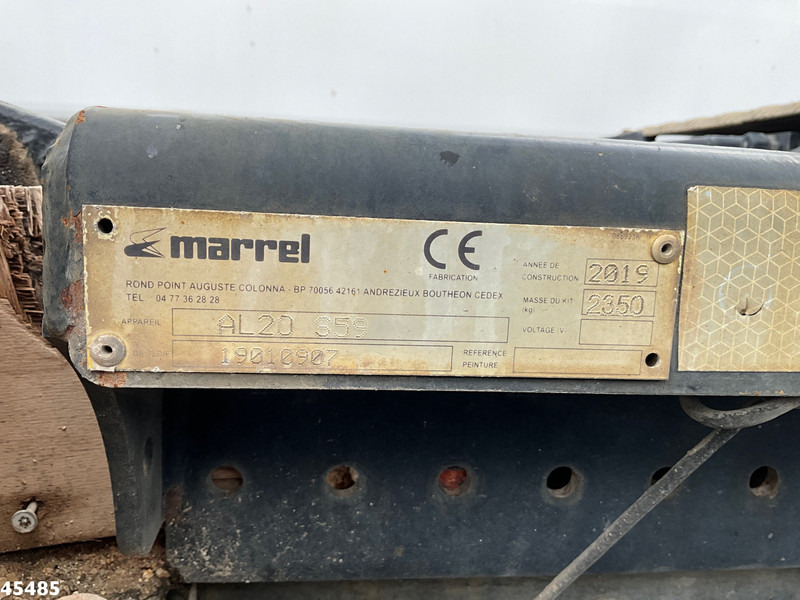 marrel
CE
FABRICATION
ROND POINT AUGUSTE COLONNA - BP 70056 42161 ANDREZIEUX BOUTHEON CEDEX
TEL 04 77 36 28 28
ANNEE DE CONSTRUCTION 2019
MASSE DU KIT (kg) 2350
VOLTAGE V
APPAREIL AL20 S59
19010907
REFERENCE PEINTURE
45485